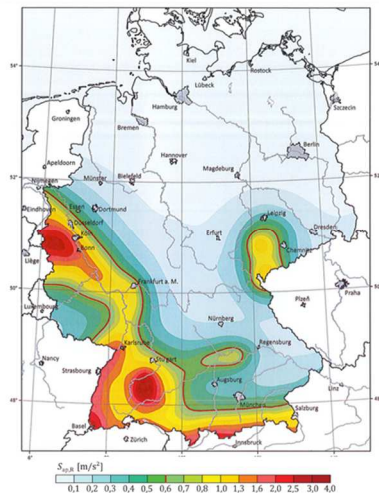 Kiel
Rostock
54°
54°
Lübeck
Hamburg
Szczecin
Groningen
Bremen
Berlin
Apeldoorn
Hannover
Magdeburg
52°
52
Nijmegen
Münster
Bielefeld
Eindhoven
Essen
Dortmund
Düsseldorf
Leipzig
Köln
Erfurt
Dresden
Bonn
Chemnitz
Liège
Frankfurt a. M.
50°
50
Praha
Luxembourg
Plzeň
Nürnberg
Nancy
Karlsruhe
Regensburg
Stuttgart
Strasbourg
Augsburg
Linz
München
48°
48
Salzburg
Basel
Zürich
Innsbruck
[m/s²]
0,1 0,2 0,3 0,4 0,5 0,6 0,7 0,8 1,0 1,3 1,6 2,0 2,5 3,0 4,0